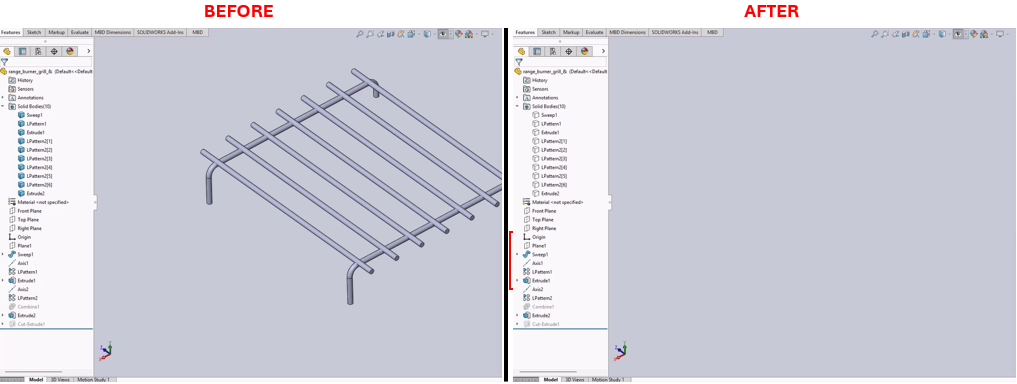 BEFORE
AFTER
Features Sketch Markup Evaluate MBD Dimensions SOLIDWORKS Add-Ins MBD
range_burner_grill_& (Default<<Default
History
Sensors
Annotations
Solid Bodies(10)
Sweep1
LPattern1
Extrude1
LPattern2[1]
LPattern2[2]
LPattern2[3]
LPattern2[4]
LPattern2[5]
LPattern2[6]
Extrude2
Material <not specified>
Front Plane
Top Plane
Right Plane
Origin
Plane1
Sweep1
Axis1
LPattern1
Extrude1
Axis2
LPattern2
Combine1
Extrude2
Cut-Extrude1
Model 3D Views Motion Study 1
Features Sketch Markup Evaluate MBD Dimensions SOLIDWORKS Add-Ins MBD
range_burner_grill_& (Default<<Default
History
Sensors
Annotations
Solid Bodies(10)
Sweep1
LPattern1
Extrude1
LPattern2[1]
LPattern2[2]
LPattern2[3]
LPattern2[4]
LPattern2[5]
LPattern2[6]
Extrude2
Material <not specified>
Front Plane
Top Plane
Right Plane
Origin
Plane1
Sweep1
Axis1
LPattern1
Extrude1
Axis2
LPattern2
Combine1
Extrude2
Cut-Extrude1
Model 3D Views Motion Study 1